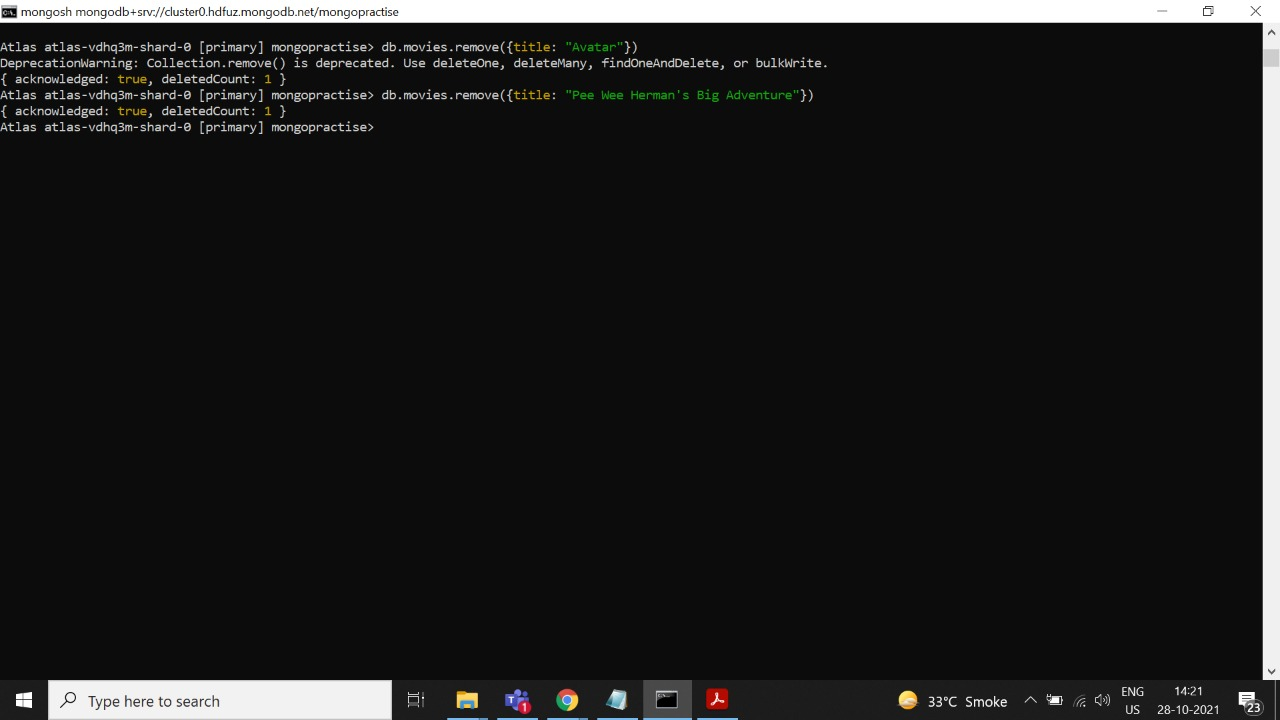 mongosh mongodb+srv://cluster0.hdfuz.mongodb.net/mongopractise
Atlas atlas-vdhq3m-shard-0 [primary] mongopractise> db.movies.remove({title: "Avatar"})
DeprecationWarning: Collection.remove() is deprecated. Use deleteOne, deleteMany, findOneAndDelete, or bulkWrite.
{ acknowledged: true, deletedCount: 1 }
Atlas atlas-vdhq3m-shard-0 [primary] mongopractise> db.movies.remove({title: "Pee Wee Herman's Big Adventure"})
{ acknowledged: true, deletedCount: 1 }
Atlas atlas-vdhq3m-shard-0 [primary] mongopractise>
Type here to search
1
33°C Smoke
ENG
US
14:21
28-10-2021
23